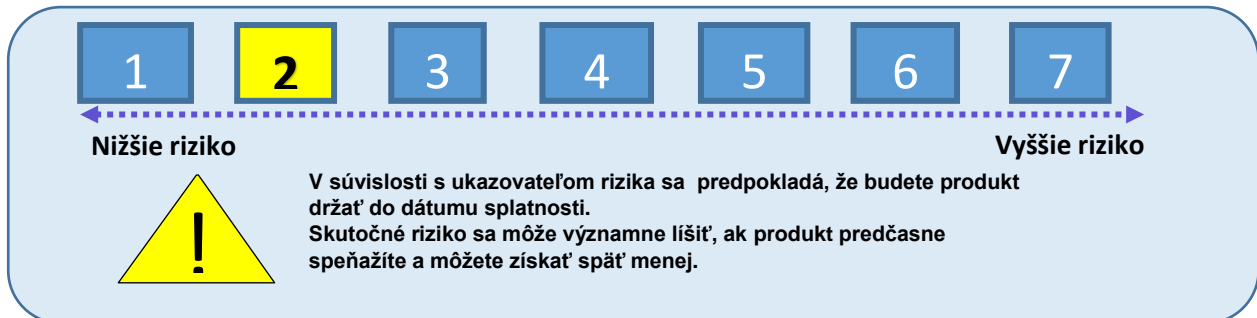 1 2 3 4 5 6 7
Nižšie riziko Vyššie riziko
V súvislosti s ukazovateľom rizika sa predpokladá, že budete produkt
držať do dátumu splatnosti.
Skutočné riziko sa môže významne líšiť, ak produkt predčasne
speňažíte a môžete získať späť menej.
!